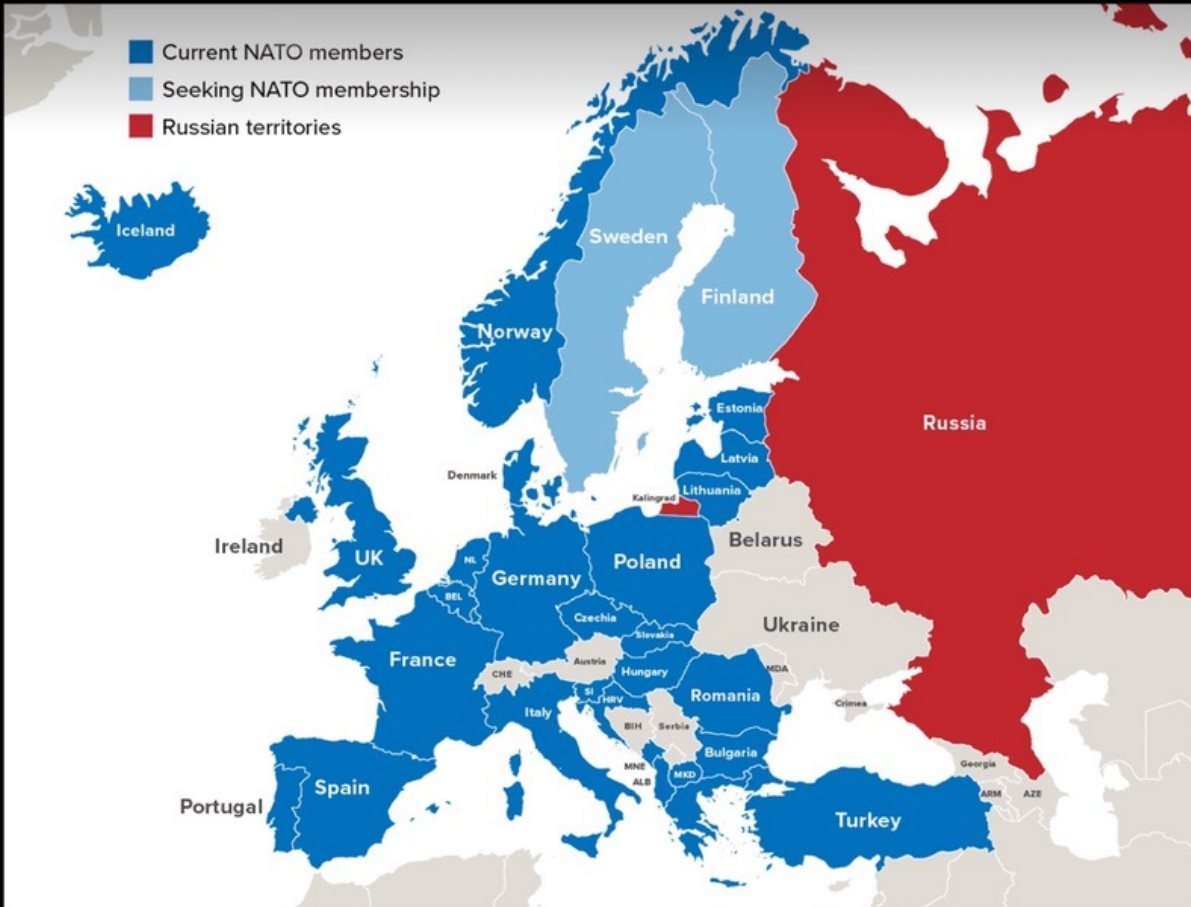 Current NATO members
Seeking NATO membership
Russian territories
Iceland
Sweden
Finland
Norway
Russia
Estonia
Latvia
Denmark
Lithuania
Kalingrad
Belarus
Ireland
UK
NL
Germany
Poland
BEL
Czechia
Ukraine
Slavakia
France
Austria
MDA
CHE
Hungary
SI
HRV
Romania
Crimea
Italy
BIH
Serbia
Bulgaria
Georgia
MNE
MKD
ALB
Spain
ARM
AZE
Portugal
Turkey